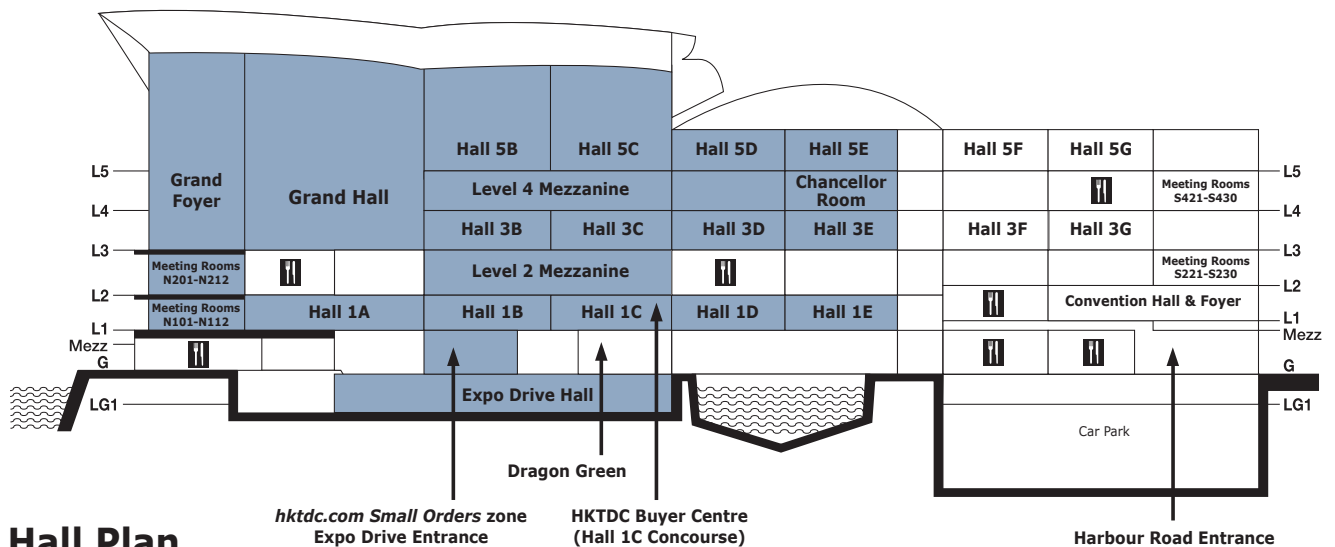 Hall 5B
Hall 5C
Hall 5D
Hall 5E
Hall 5F
Hall 5G
L5
L5
Grand
Foyer
Grand Hall
Level 4 Mezzanine
Chancellor
Room
Meeting Rooms
S421-S430
L4
L4
Hall 3B
Hall 3C
Hall 3D
Hall 3E
Hall 3F
Hall 3G
L3
L3
Meeting Rooms
N201-N212
Level 2 Mezzanine
Meeting Rooms
S221-S230
L2
L2
Meeting Rooms
N101-N112
Hall 1A
Hall 1B
Hall 1C
Hall 1D
Hall 1E
Convention Hall & Foyer
L1
L1
Mezz
Mezz
G
G
Expo Drive Hall
LG1
LG1
Car Park
Dragon Green
hktdc.com Small Orders zone
Expo Drive Entrance
HKTDC Buyer Centre
(Hall 1C Concourse)
Harbour Road Entrance
Hall Plan